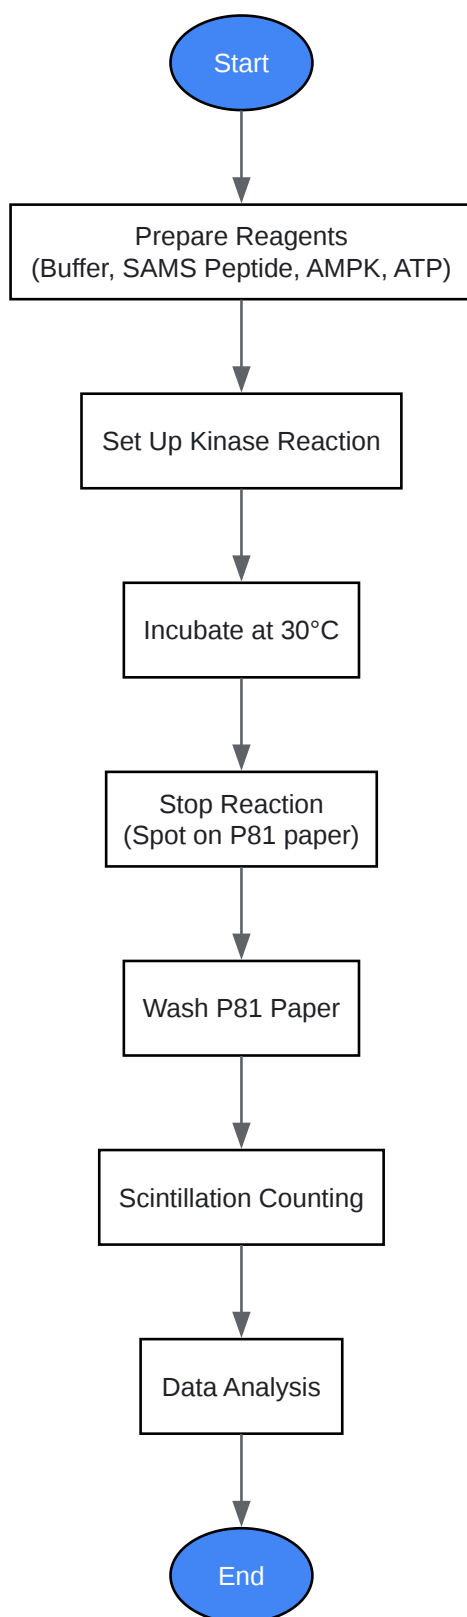 Start
Prepare Reagents
(Buffer, SAMS Peptide, AMPK, ATP)
Set Up Kinase Reaction
Incubate at 30°C
Stop Reaction
(Spot on P81 paper)
Wash P81 Paper
Scintillation Counting
Data Analysis
End